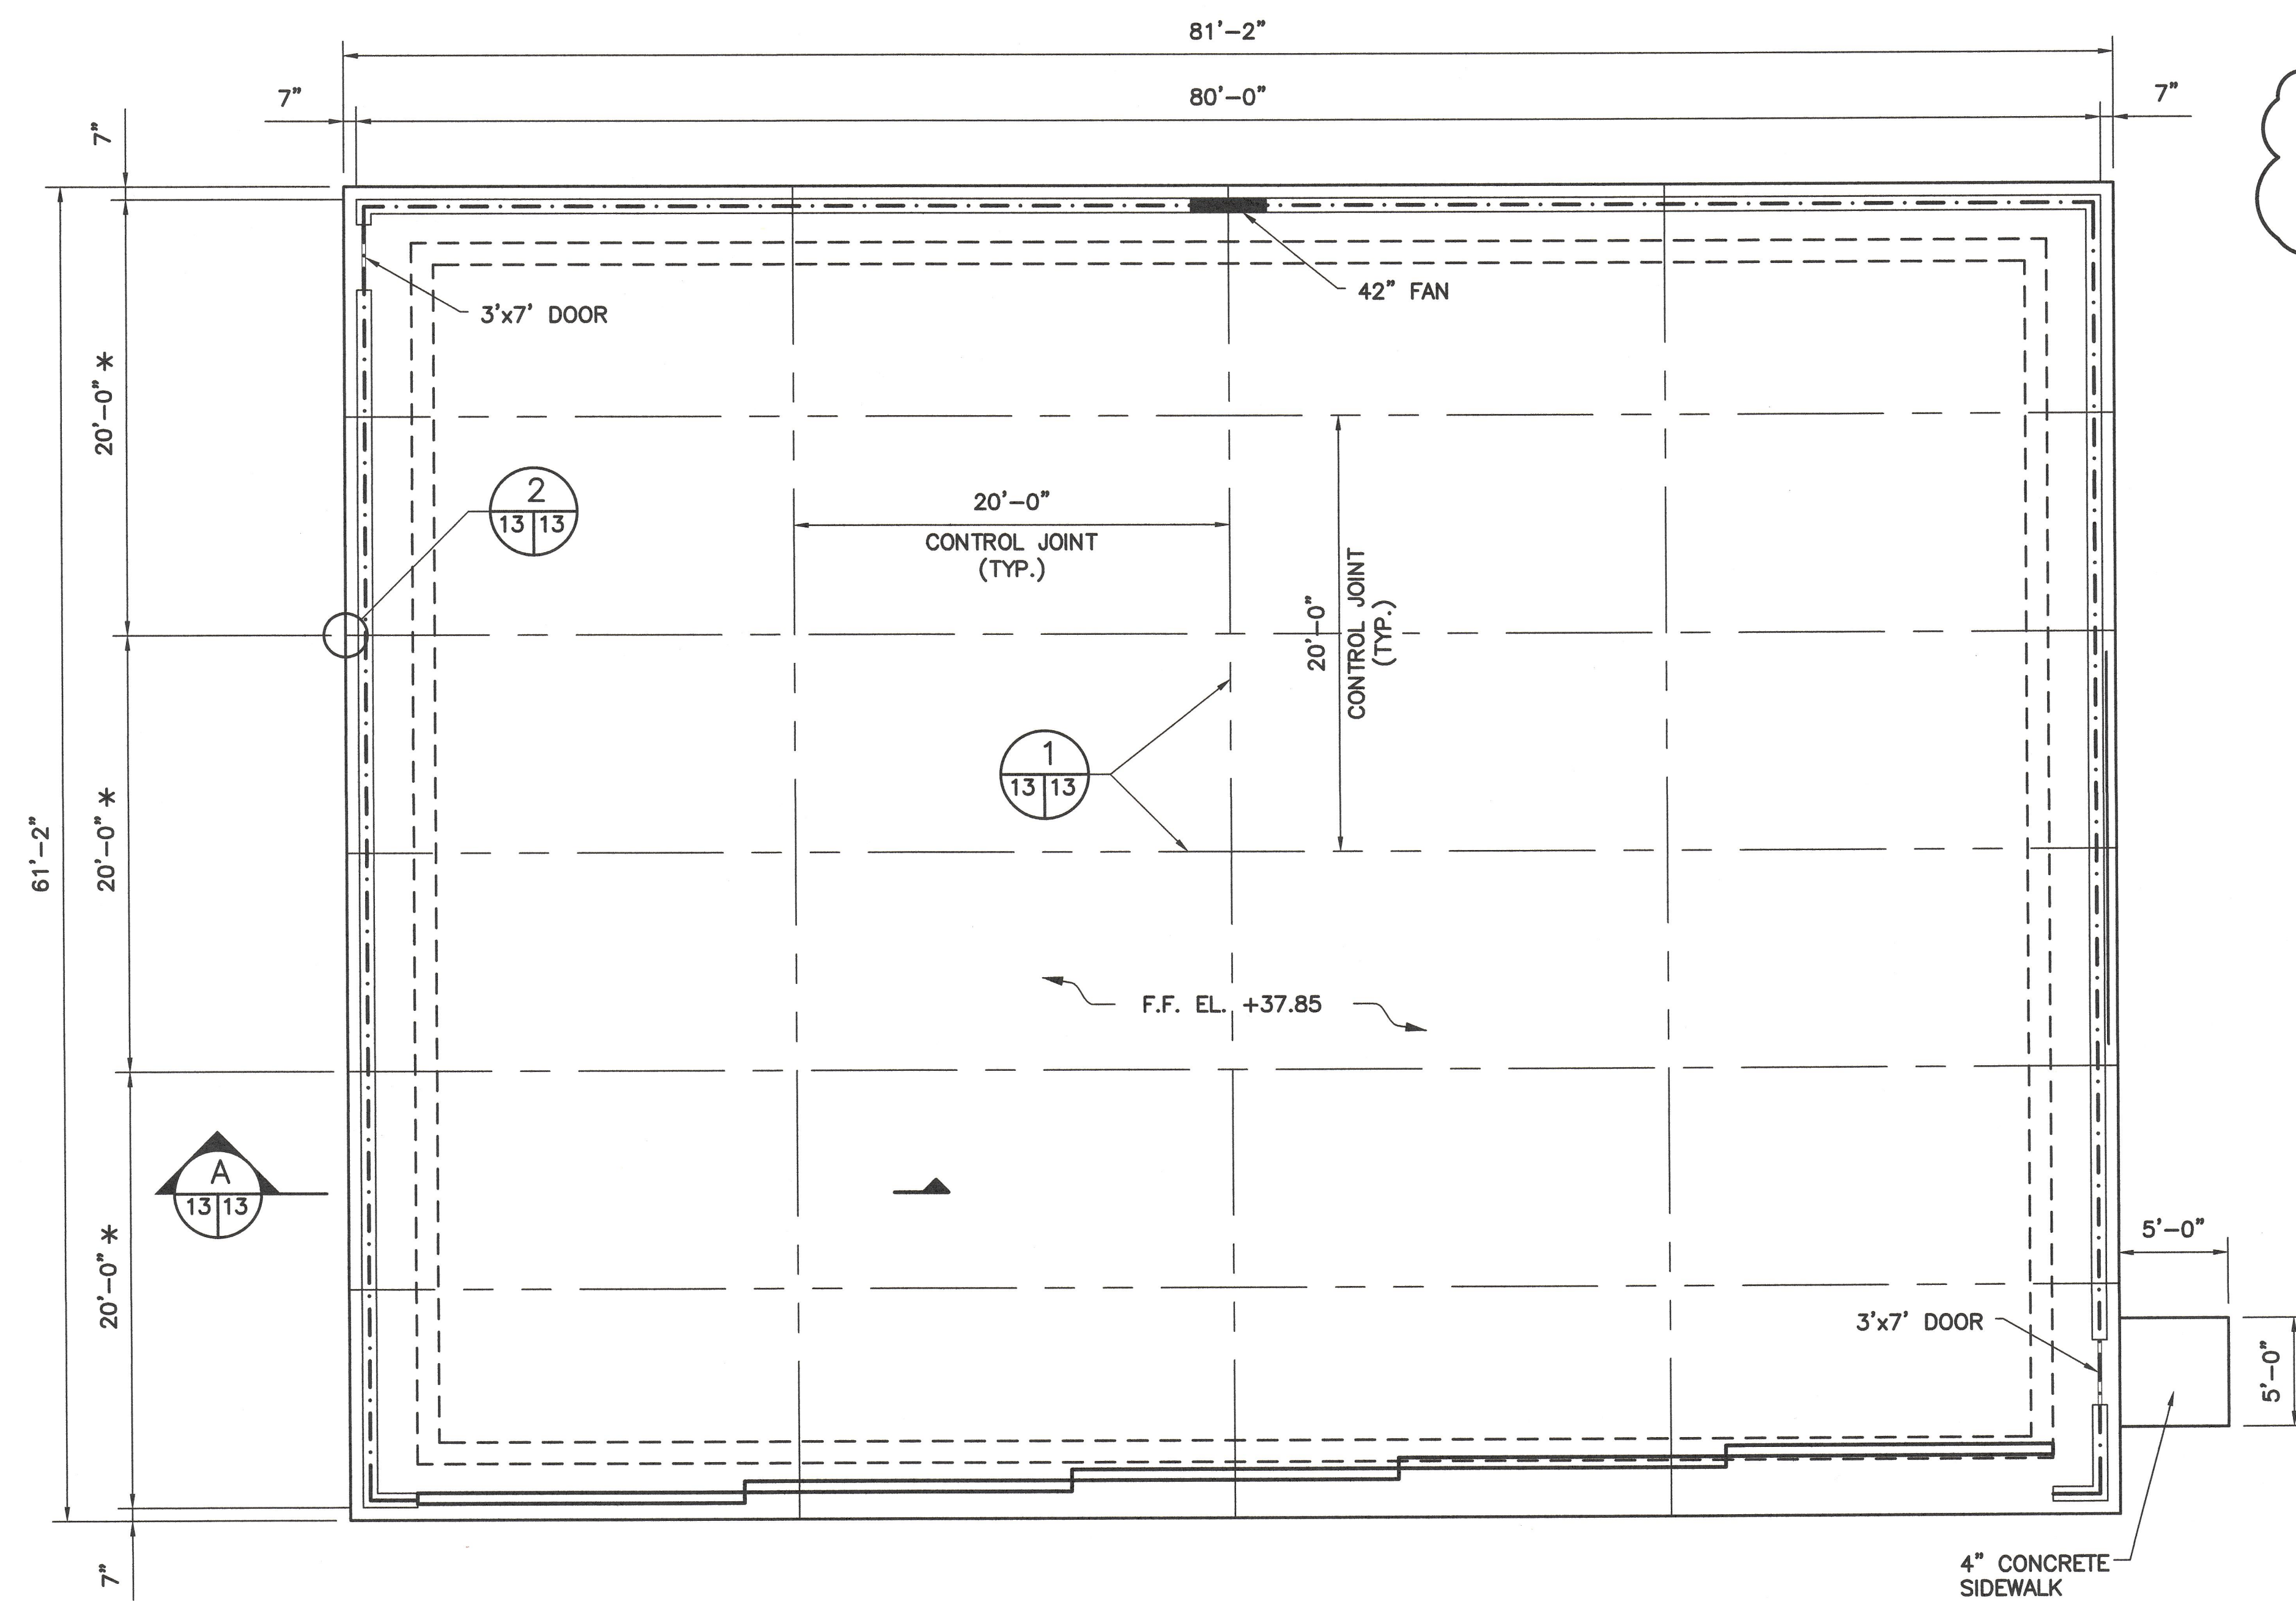 81'-2"
7"
80'-0"
7"
7"
42" FAN
3'x7' DOOR
20'-0" *
2
13 13
20'-0"
CONTROL JOINT
(TYP.)
20'-0"
CONTROL JOINT
(TYP.)
1
13 13
20'-0" *
61'-2"
F.F. EL. +37.85
A
13 13
20'-0" *
5'-0"
3'x7' DOOR
5'-0"
7"
4" CONCRETE
SIDEWALK